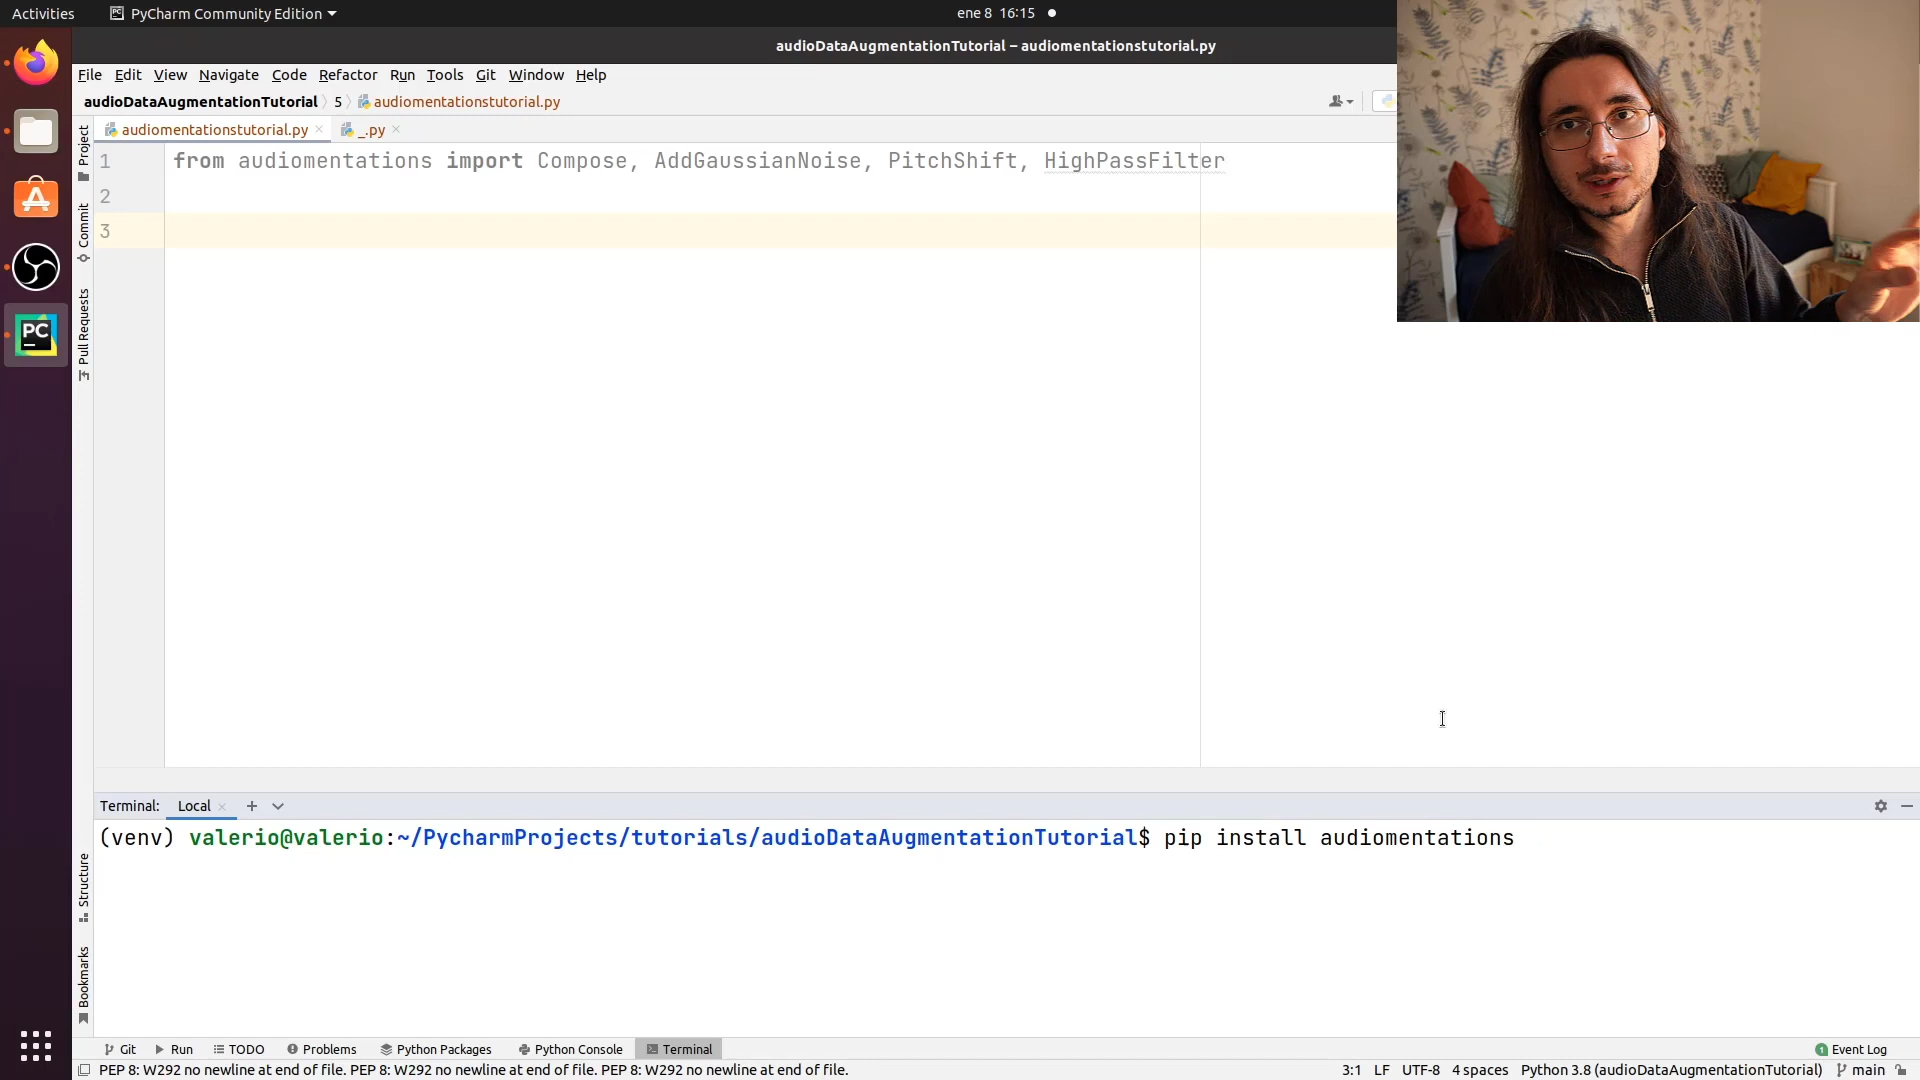 Activities
PyCharm Community Edition
ene 8 16:15
audioDataAugmentationTutorial – audiomentationstutorial.py
File Edit View Navigate Code Refactor Run Tools Git Window Help
audioDataAugmentationTutorial 5 audiomentationstutorial.py
audiomentationstutorial.py
_.py
1 from audiomentations import Compose, AddGaussianNoise, PitchShift, HighPassFilter
2
3
Project
Commit
Pull Requests
PC
Structure
Bookmarks
Terminal: Local
(venv) valerio@valerio:~/PycharmProjects/tutorials/audioDataAugmentationTutorial$ pip install audiomentations
Git Run TODO Problems Python Packages Python Console Terminal
1 Event Log
PEP 8: W292 no newline at end of file. PEP 8: W292 no newline at end of file. PEP 8: W292 no newline at end of file.
3:1 LF UTF-8 4 spaces Python 3.8 (audioDataAugmentationTutorial) main